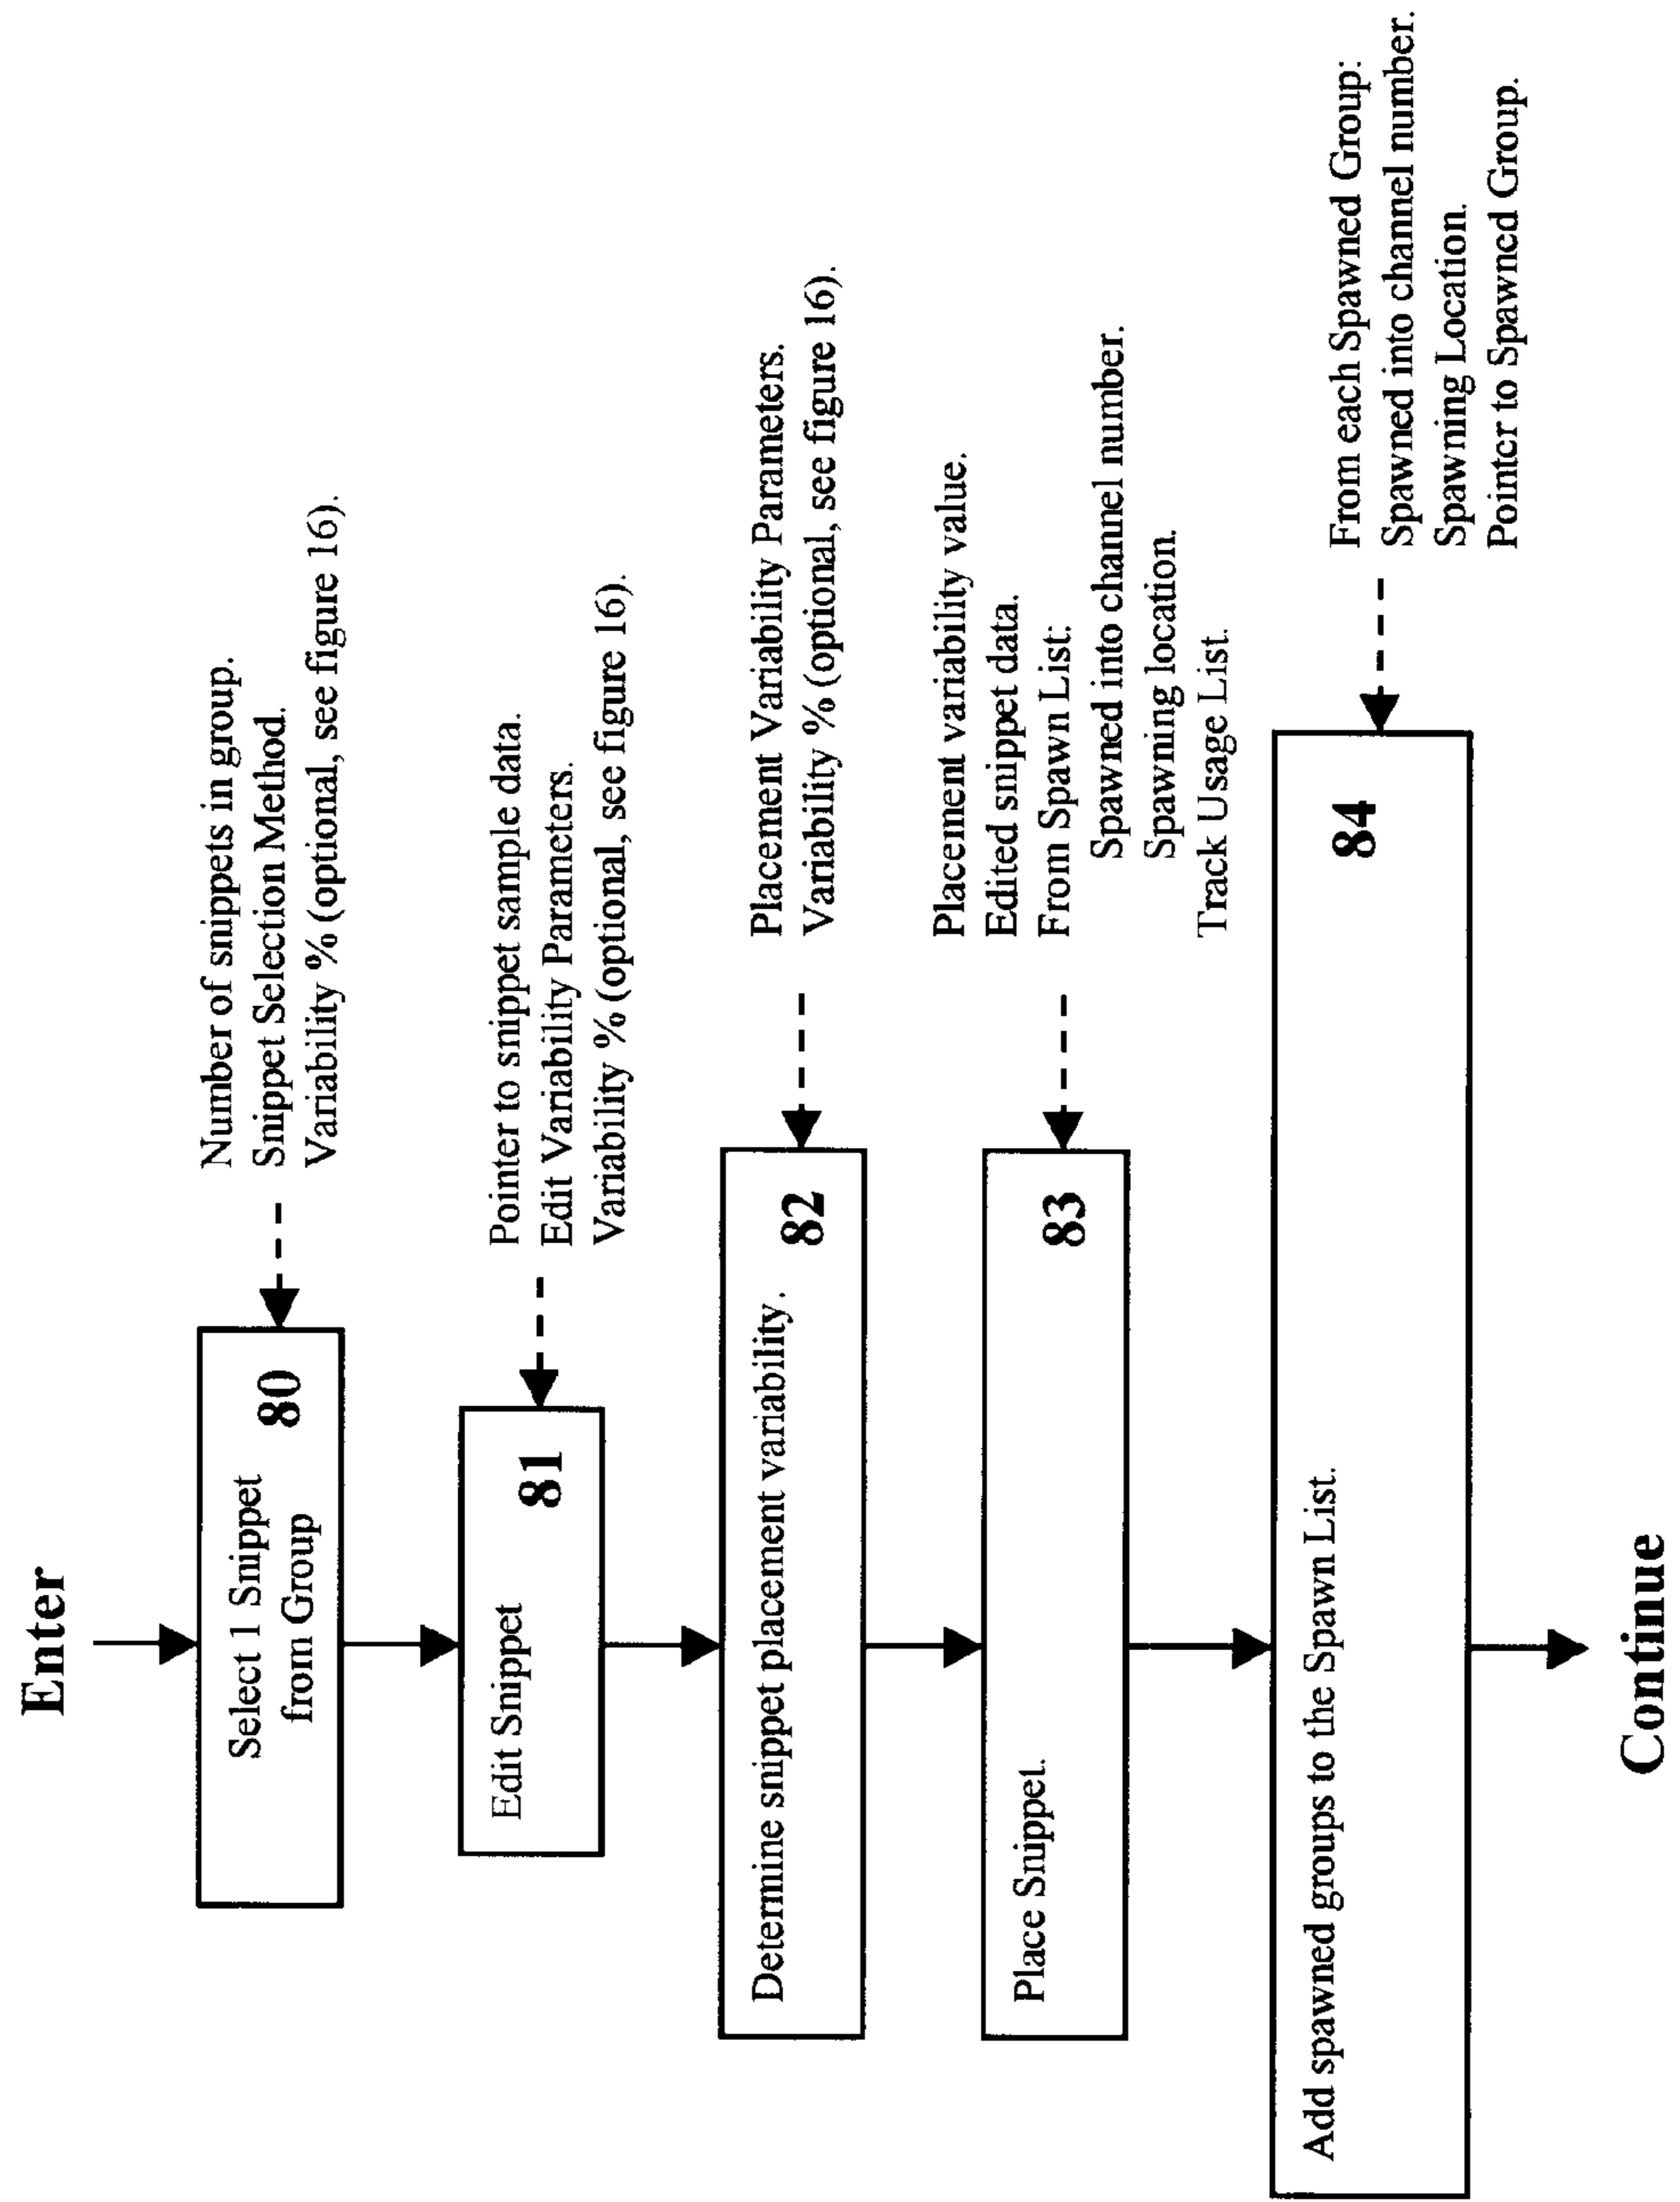 Enter
Select 1 Snippet
from Group
80
Number of snippets in group.
Snippet Selection Method.
Variability % (optional, see figure 16).
Edit Snippet
81
Pointer to snippet sample data.
Edit Variability Parameters.
Variability % (optional, see figure 16).
Determine snippet placement variability.
82
Placement Variability Parameters.
Variability % (optional, see figure 16).
Place Snippet.
83
Placement variability value.
Edited snippet data.
From Spawn List:
Spawned into channel number.
Spawning location.
Track Usage List.
Add spawned groups to the Spawn List.
84
From each Spawned Group:
Spawned into channel number.
Spawning Location.
Pointer to Spawned Group.
Continue